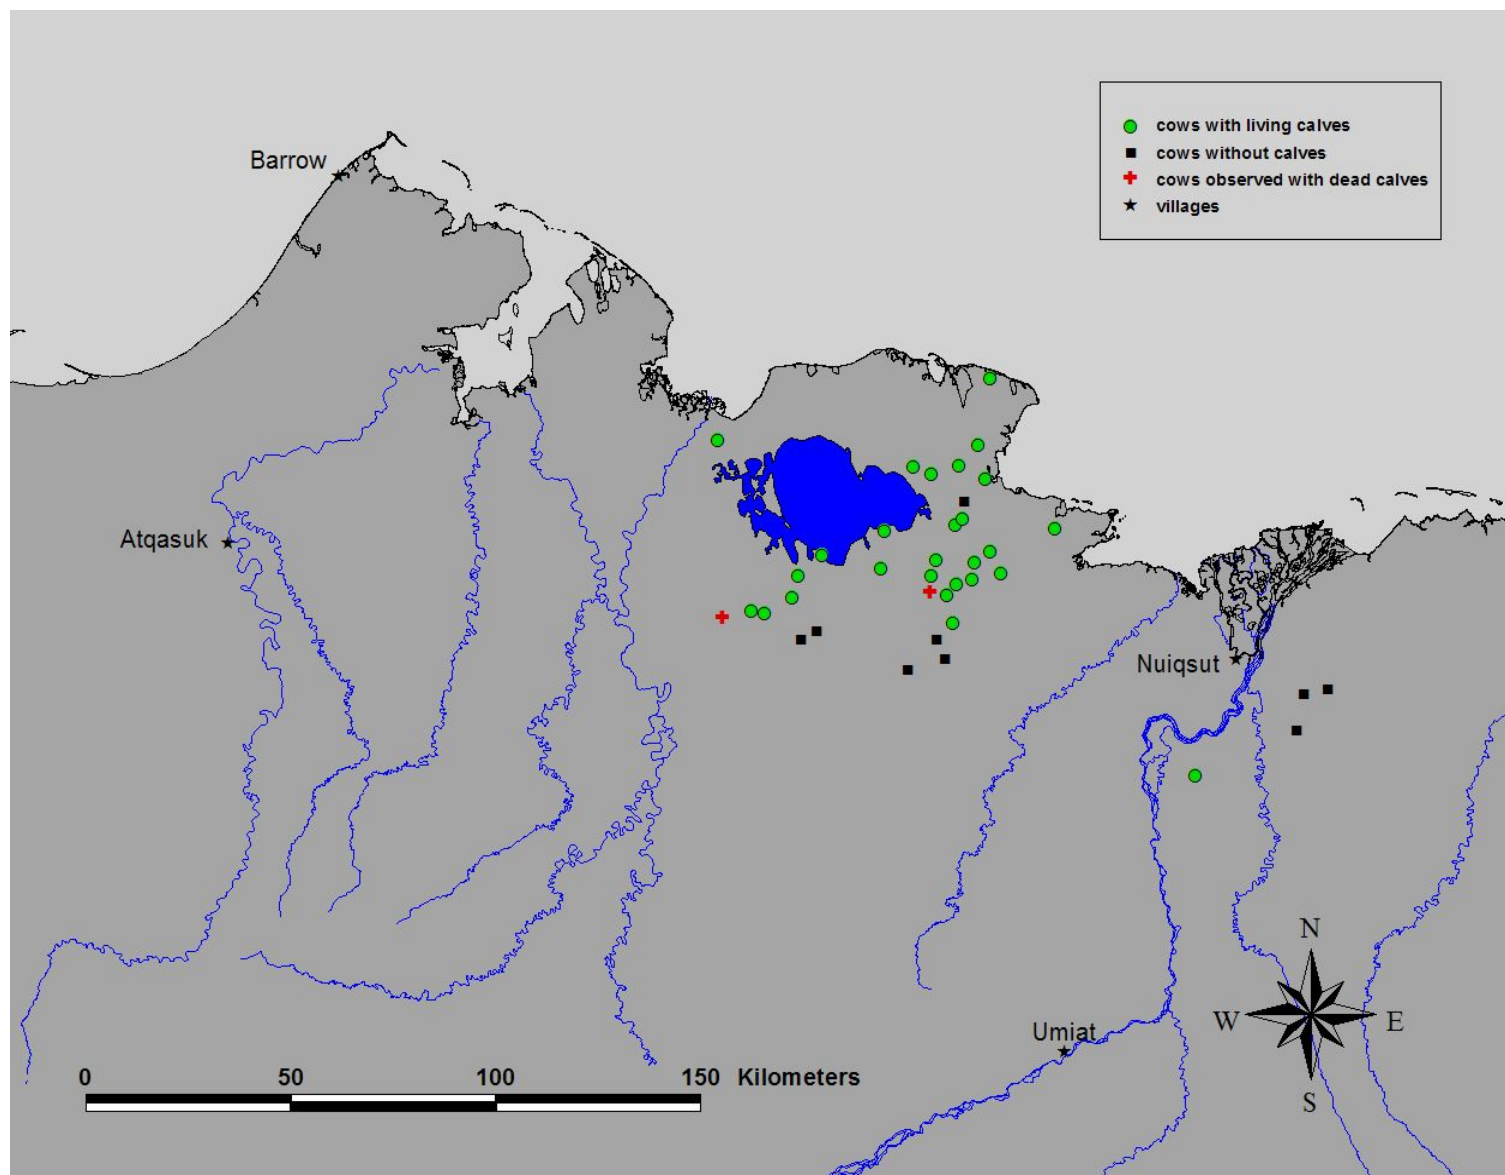 cows with living calves
cows without calves
cows observed with dead calves
villages
Barrow
Atqasuk
Nuiqsut
Umiat
N
W E
S
0 50 100 150 Kilometers